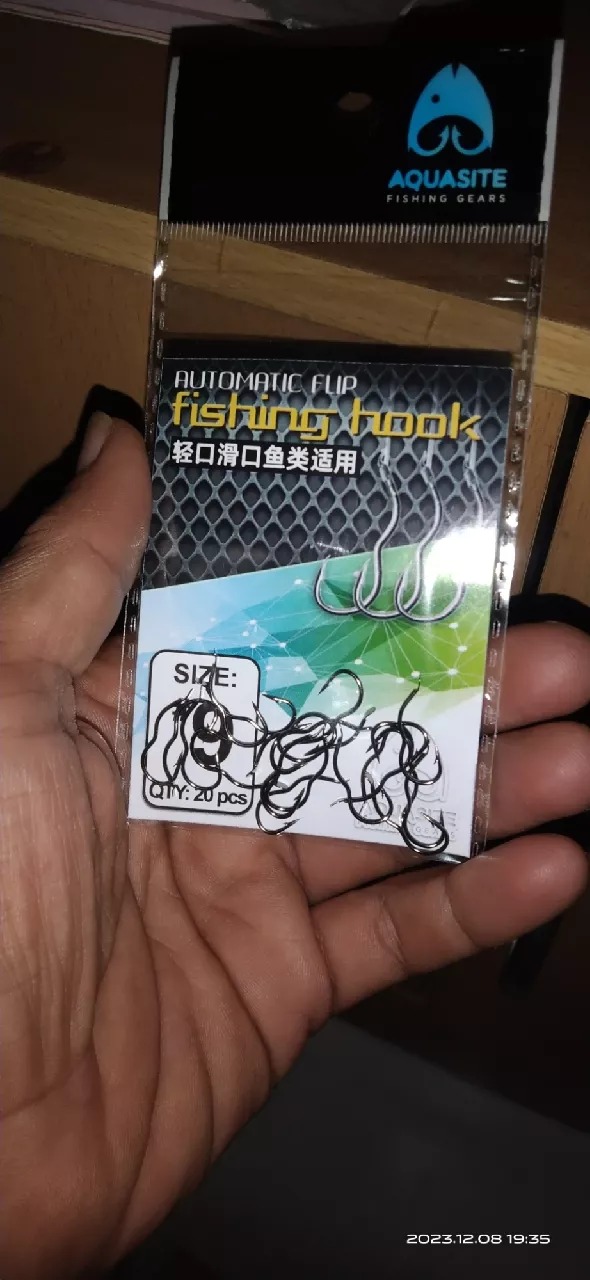 AQUASITE
FISHING GEARS
AUTOMATIC FLIP
fishing hook
轻口滑口鱼类适用
SIZE:
9
QTY: 20 pcs
2023.12.08 19:35